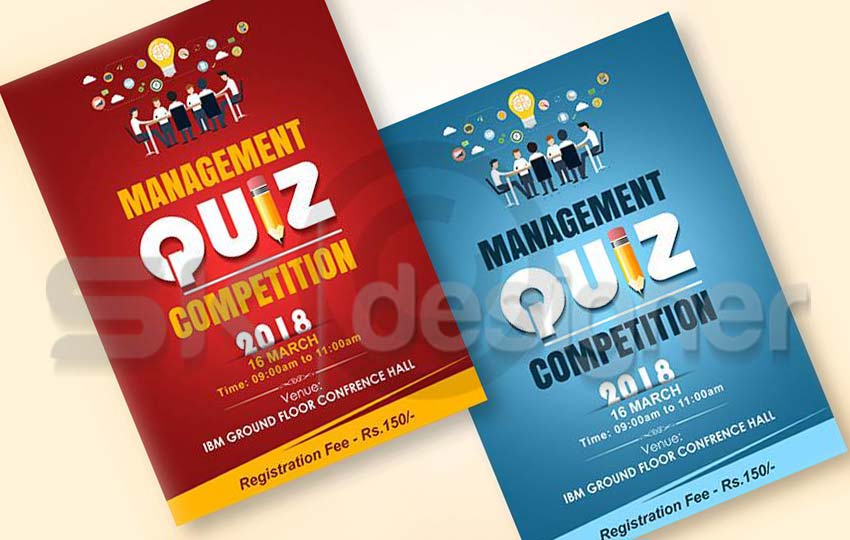 MANAGEMENT
QUIZ
COMPETITION
2018
16 MARCH
Time: 09:00am to 11:00am
Venue:
IBM GROUND FLOOR CONFRENCE HALL
Registration Fee - Rs.150/-
MANAGEMENT
QUIZ
COMPETITION
2018
16 MARCH
Time: 09:00am to 11:00am
Venue:
IBM GROUND FLOOR CONFRENCE HALL
Registration Fee - Rs.150/-
designer